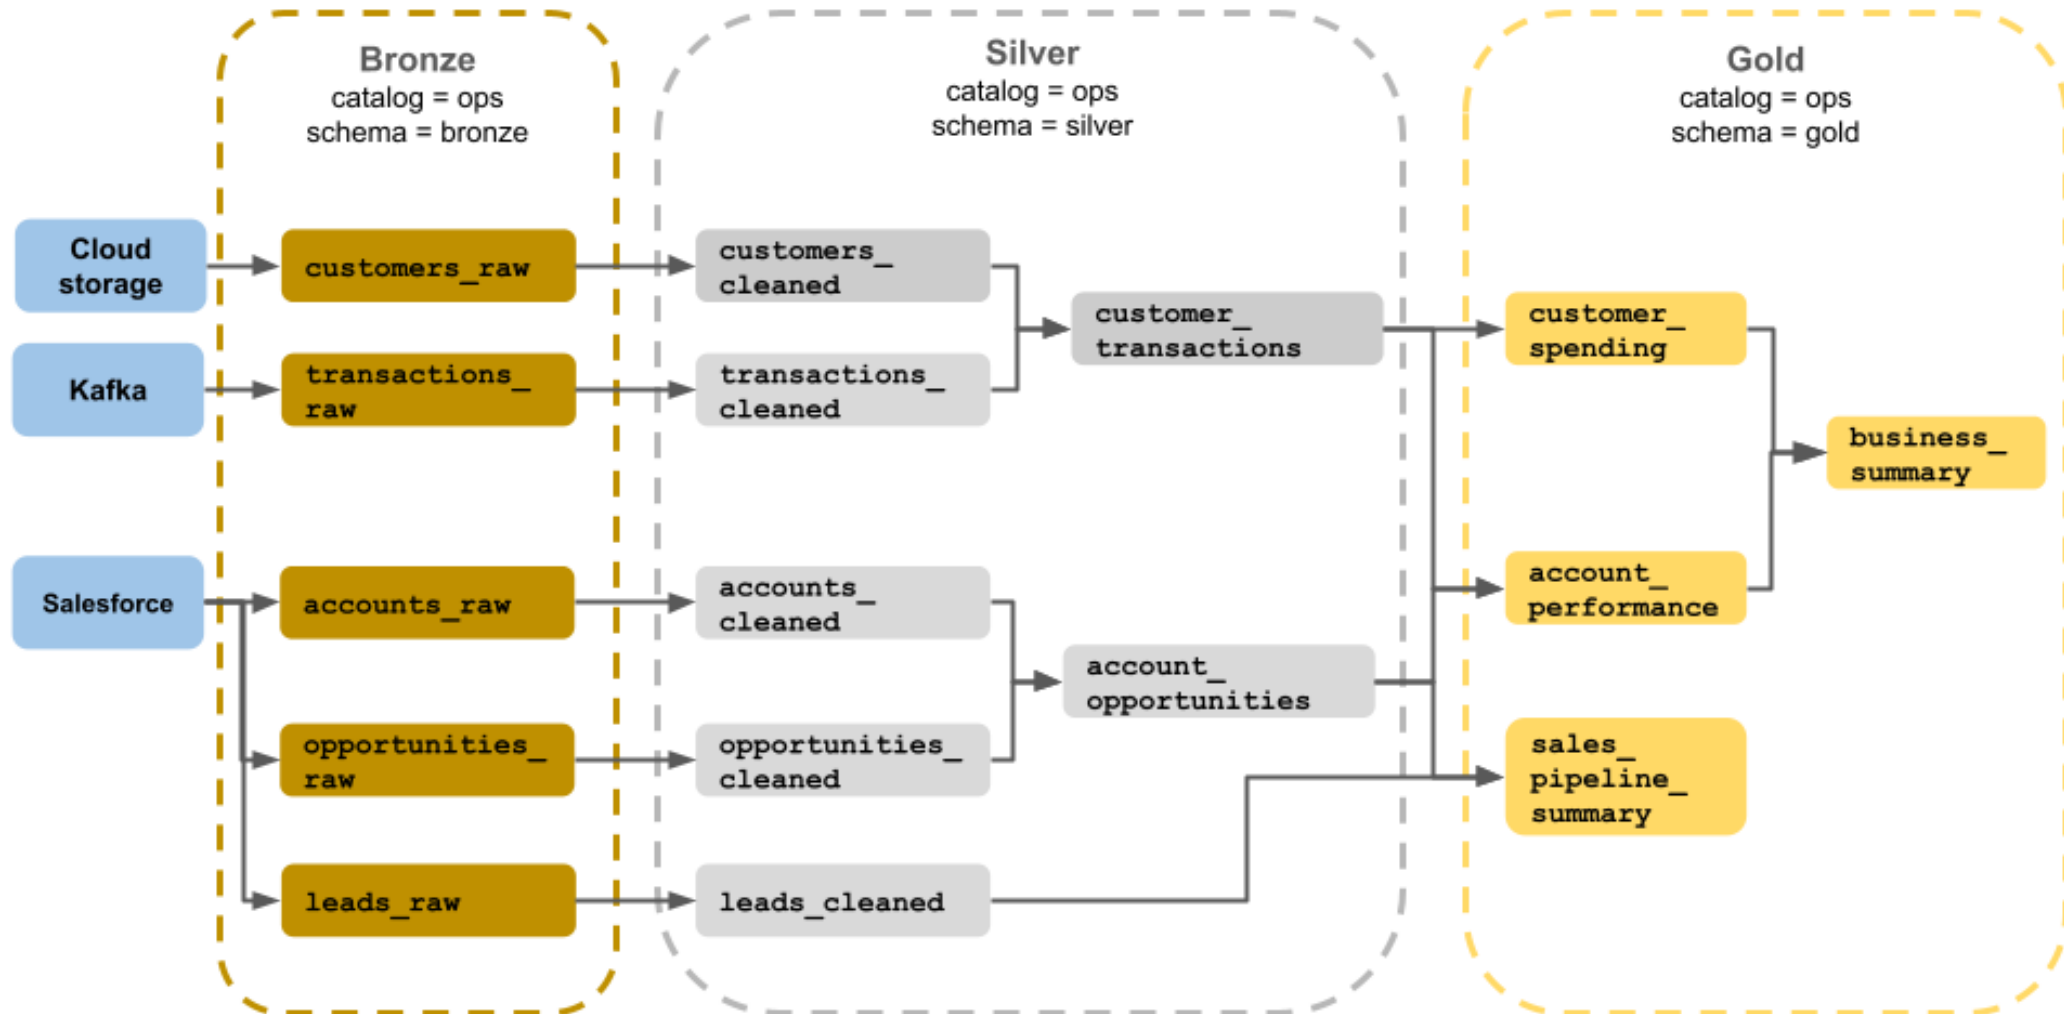 Bronze
catalog = ops
schema = bronze
Silver
catalog = ops
schema = silver
Gold
catalog = ops
schema = gold
Cloud
storage
customers_raw
customers_
cleaned
customer_
transactions
customer_
spending
Kafka
transactions_
raw
transactions_
cleaned
business_
summary
Salesforce
accounts_raw
accounts_
cleaned
account_
performance
account_
opportunities
opportunities_
raw
opportunities_
cleaned
sales_
pipeline_
summary
leads_raw
leads_cleaned